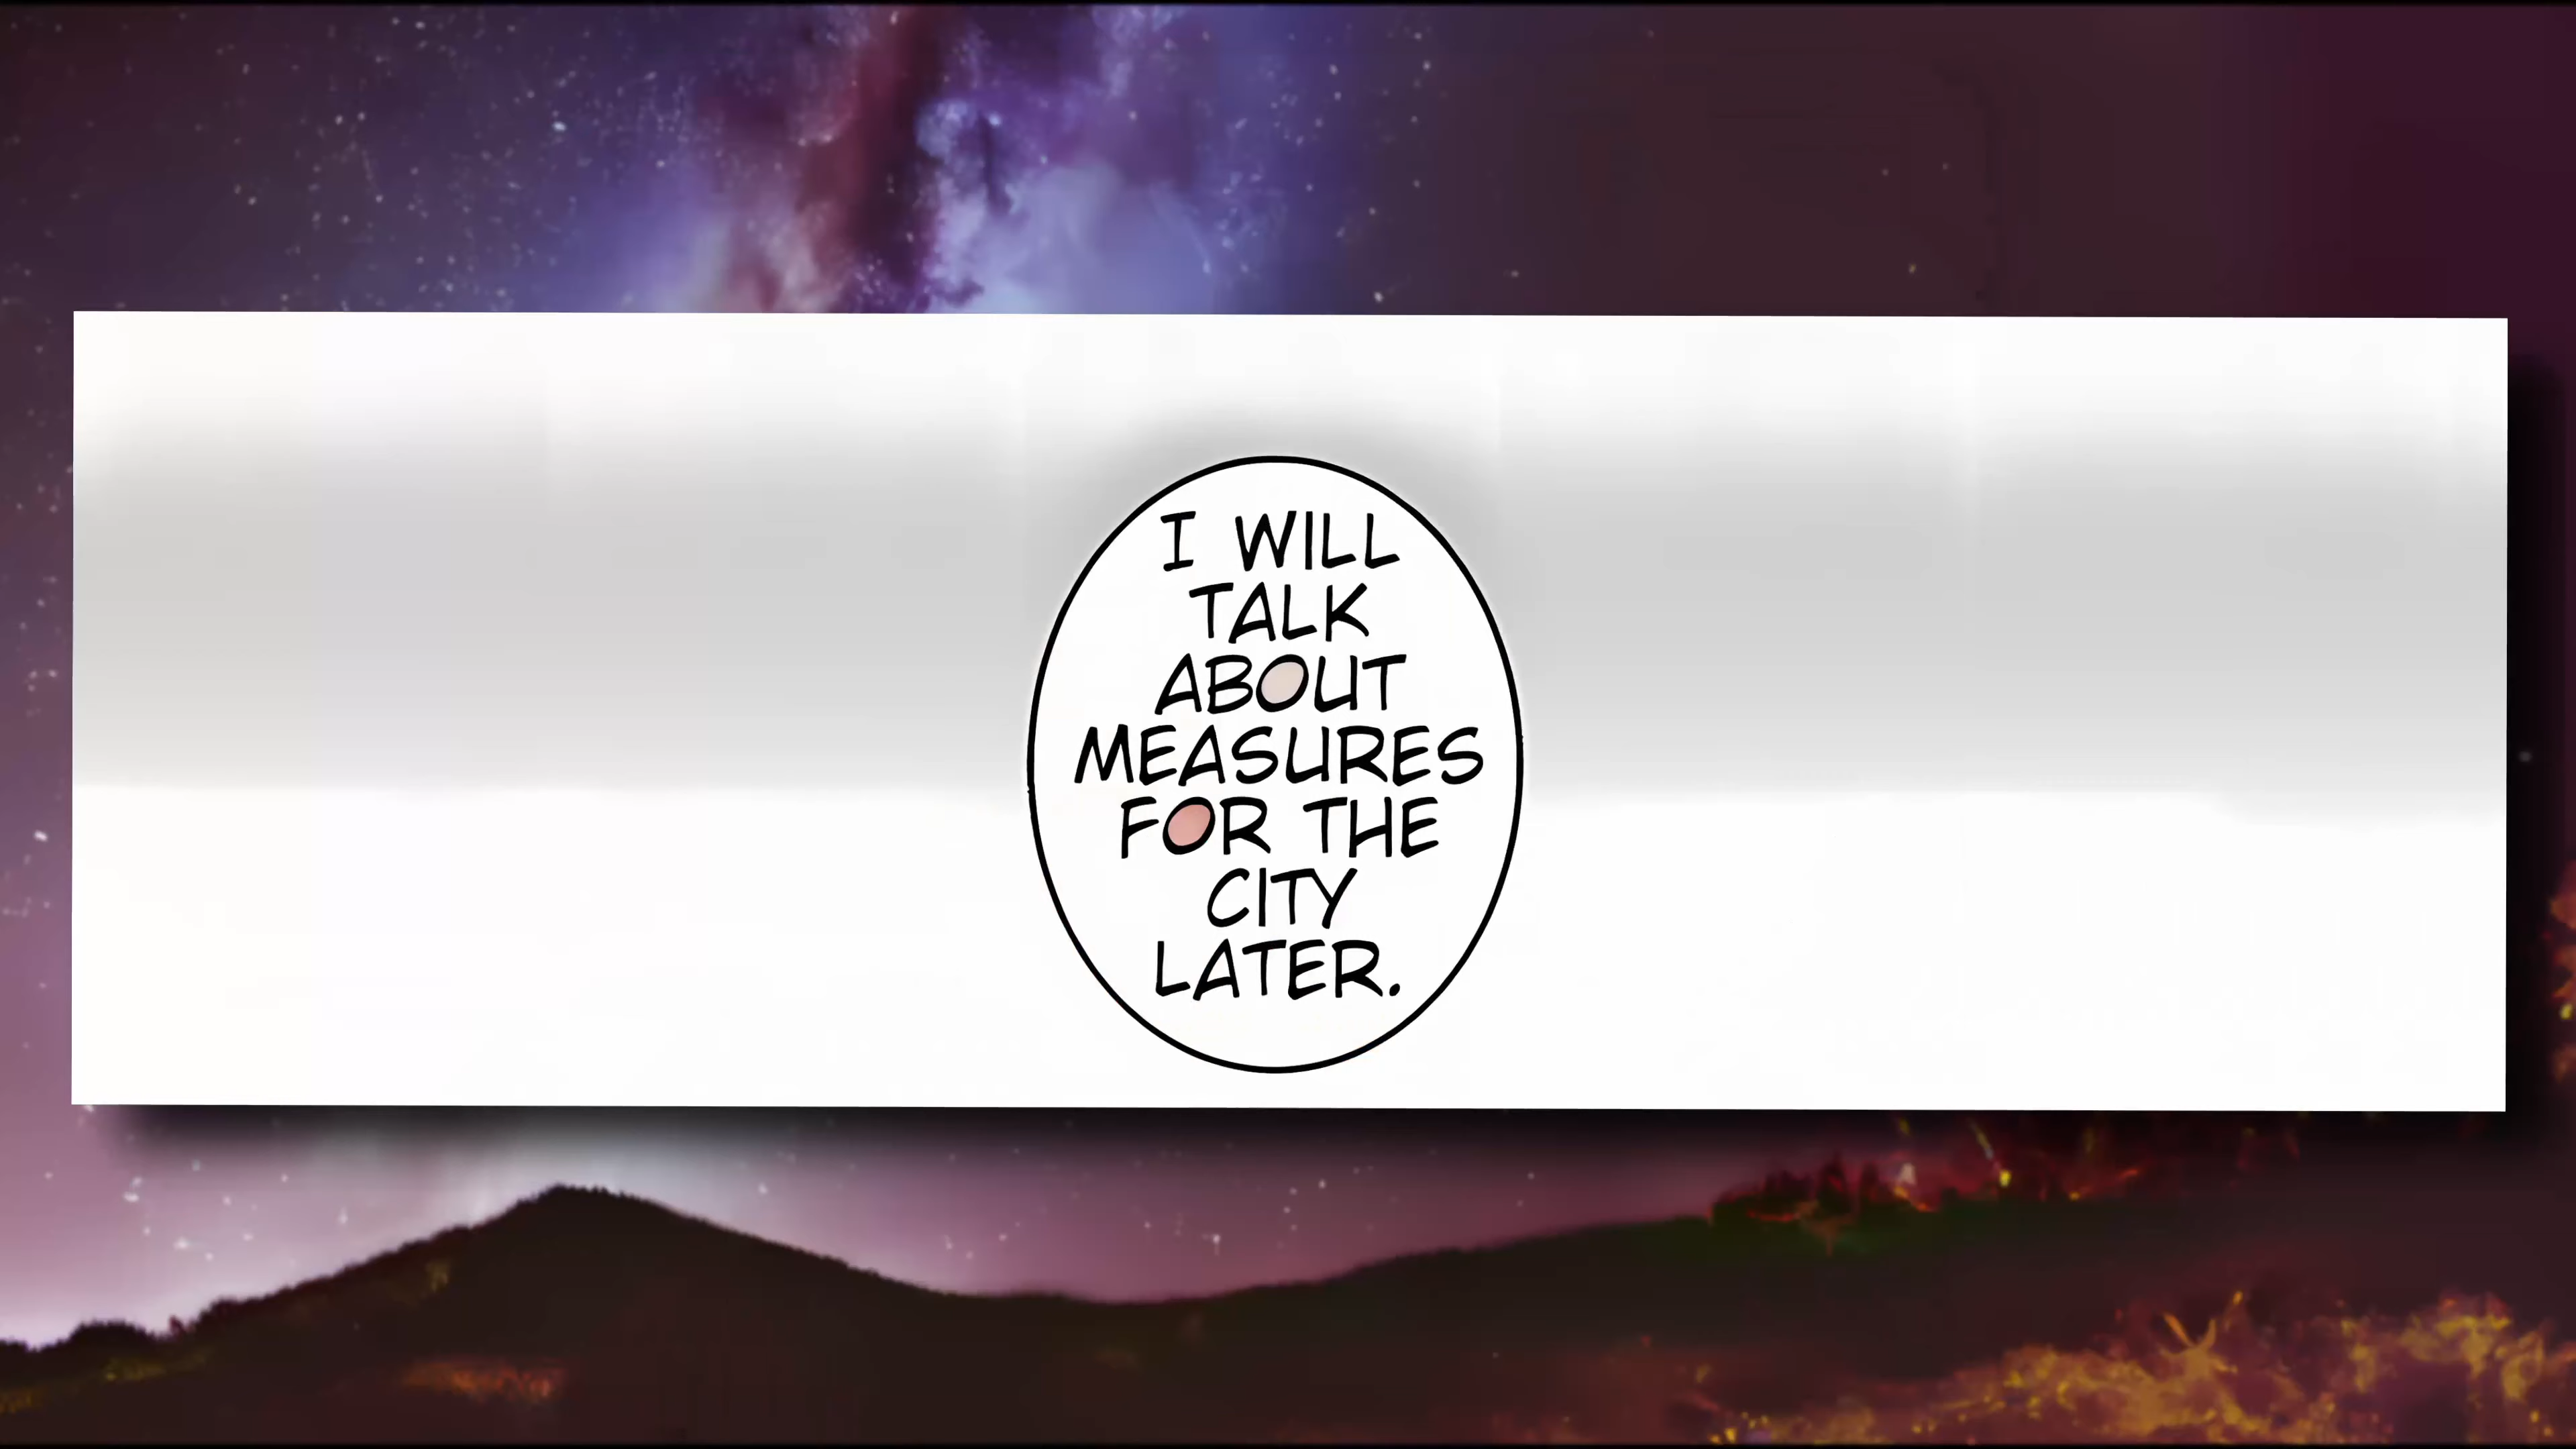 I WILL
TALK
ABOUT
MEASURES
FOR THE
CITY
LATER.